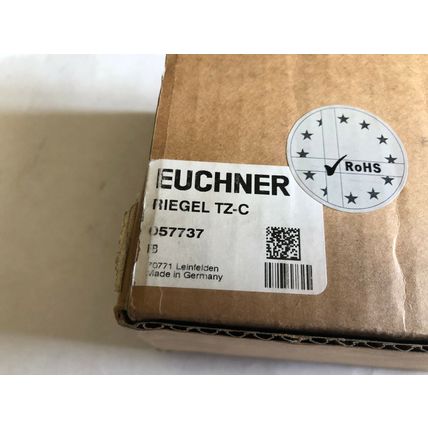 EUCHNER
RIEGEL TZ-C
057737
70771 Leinfelden
Made in Germany
RoHS